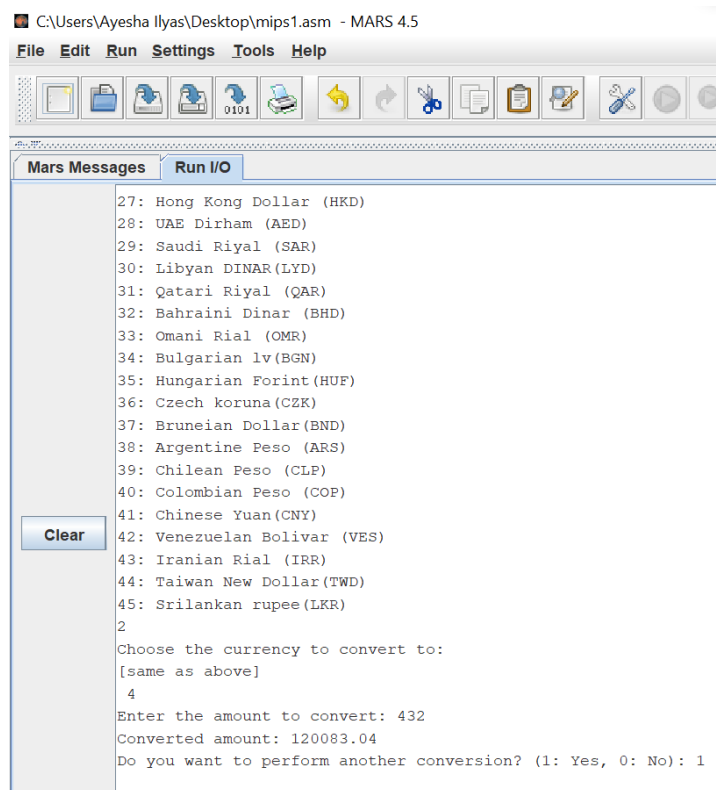 C:\Users\Ayesha Ilyas\Desktop\mips1.asm - MARS 4.5
File Edit Run Settings Tools Help
0101
Mars Messages Run I/O
27: Hong Kong Dollar (HKD)
28: UAE Dirham (AED)
29: Saudi Riyal (SAR)
30: Libyan DINAR(LYD)
31: Qatari Riyal (QAR)
32: Bahraini Dinar (BHD)
33: Omani Rial (OMR)
34: Bulgarian lv(BGN)
35: Hungarian Forint(HUF)
36: Czech koruna(CZK)
37: Bruneian Dollar(BND)
38: Argentine Peso (ARS)
39: Chilean Peso (CLP)
40: Colombian Peso (COP)
41: Chinese Yuan(CNY)
Clear
42: Venezuelan Bolivar (VES)
43: Iranian Rial (IRR)
44: Taiwan New Dollar(TWD)
45: Srilankan rupee(LKR)
2
Choose the currency to convert to:
[same as above]
4
Enter the amount to convert: 432
Converted amount: 120083.04
Do you want to perform another conversion? (1: Yes, 0: No): 1